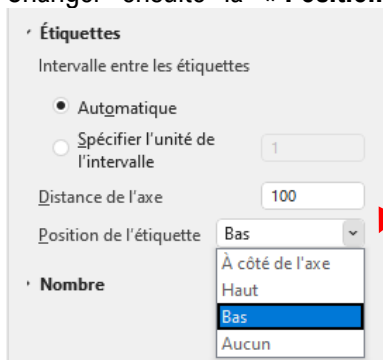 Changer ensuite la « Position
Étiquettes
Intervalle entre les étiquettes
Automatique
Spécifier l'unité de
l'intervalle
1
Distance de l'axe
100
Position de l'étiquette
Bas
À côté de l'axe
Haut
Bas
Aucun
Nombre